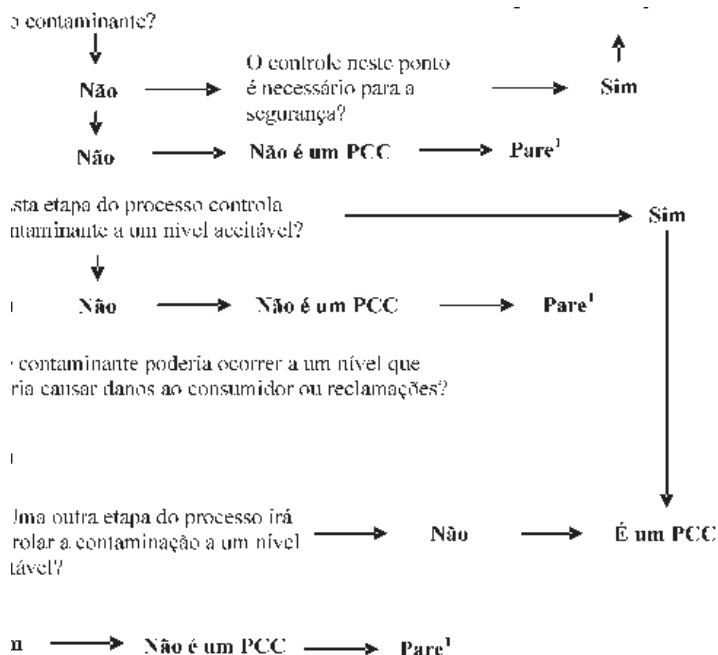 contaminante?
O controle neste ponto
Não é necessário para a Sim
segurança?
Não Não é um PCC Pare¹
sta etapa do processo controla
Sim
ntaminante a um nível aceitável?
Não Não é um PCC Pare¹
contaminante poderia ocorrer a um nível que
ria causar danos ao consumidor ou reclamações?
Uma outra etapa do processo irá
Não É um PCC
rolar a contaminação a um nível
tável?
Não é um PCC Pare¹